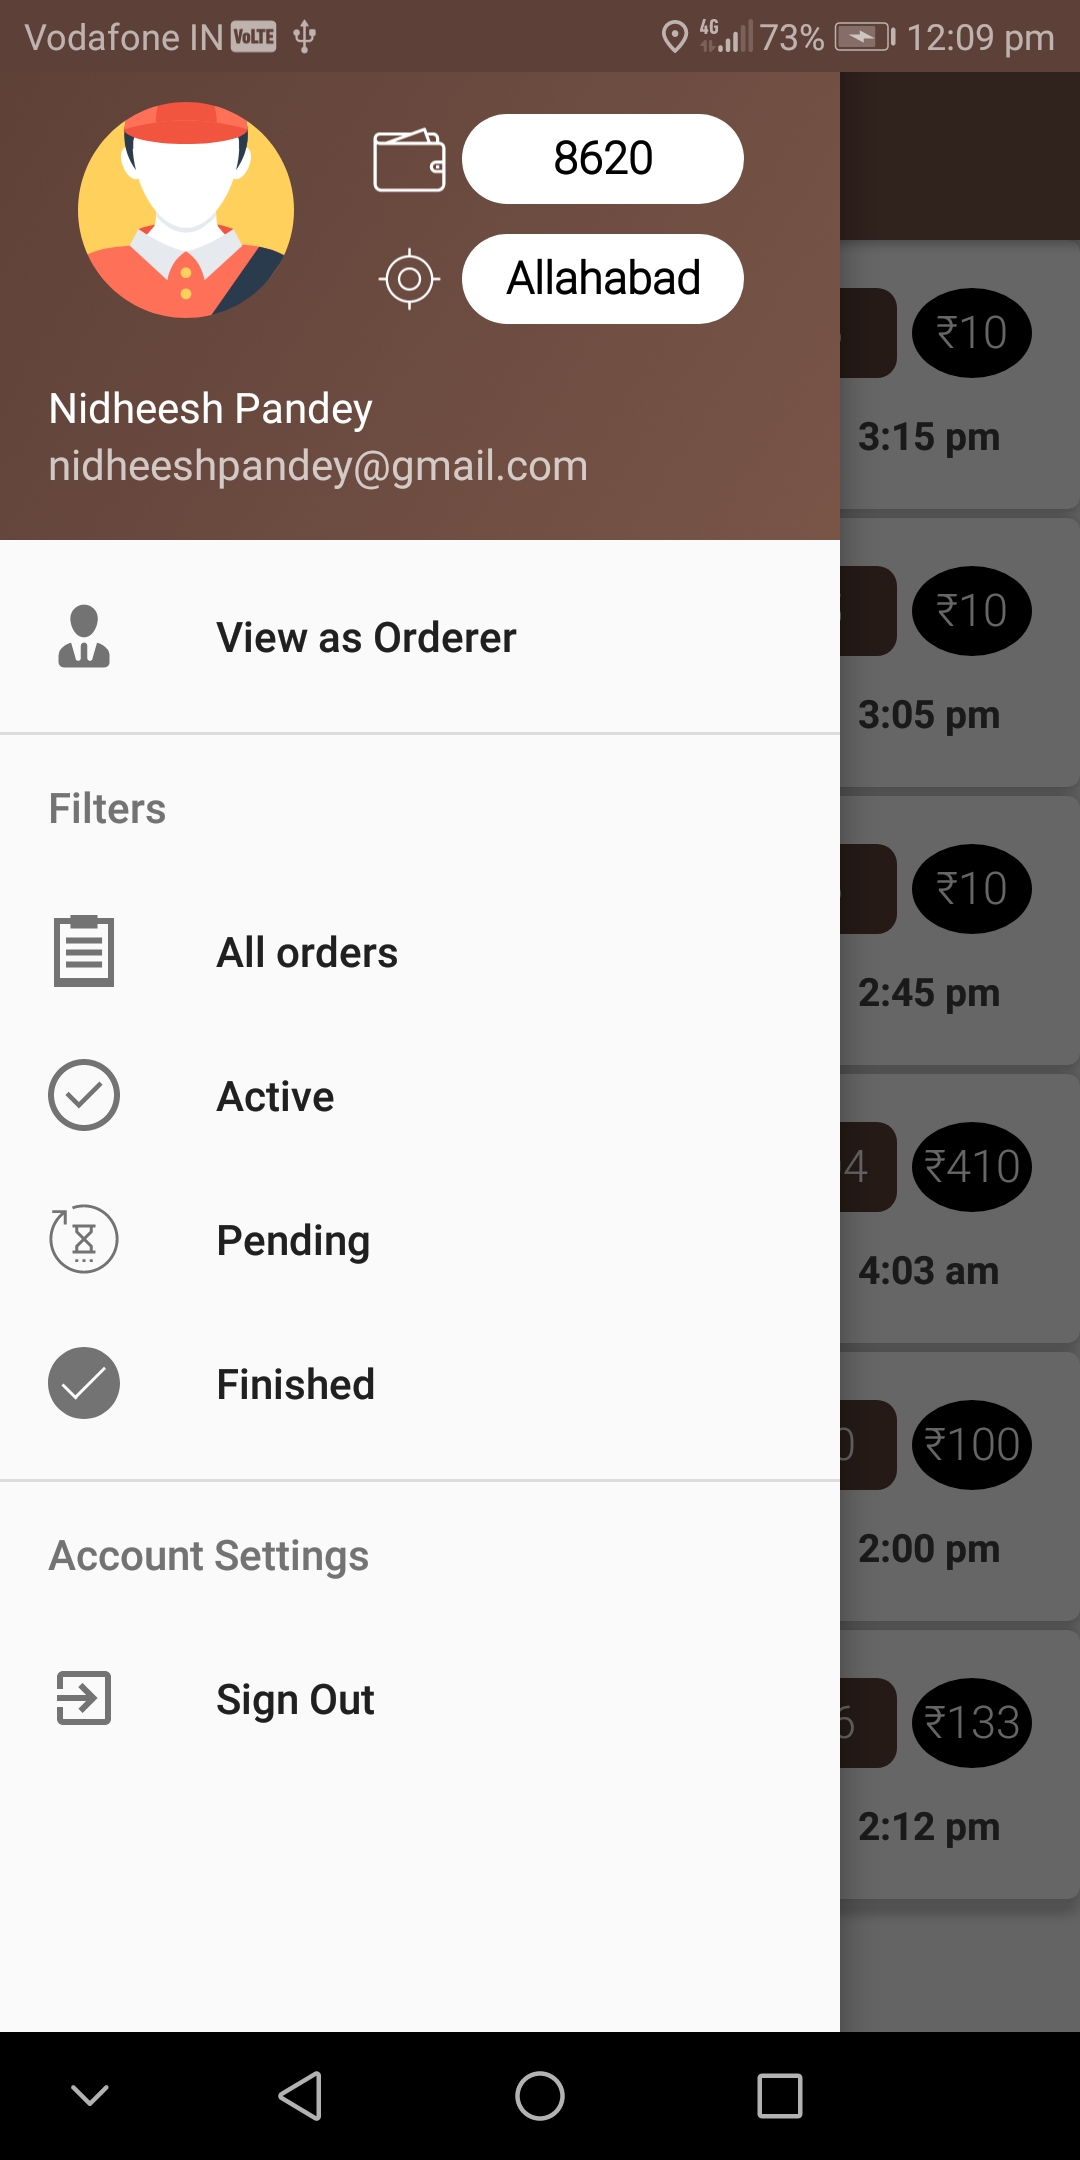 Vodafone IN VoLTE 4G 73% 12:09 pm
8620
Allahabad
Nidheesh Pandey
nidheeshpandey@gmail.com
View as Orderer
Filters
All orders
Active
Pending
Finished
Account Settings
Sign Out
₹10
3:15 pm
₹10
3:05 pm
₹10
2:45 pm
4 ₹410
4:03 am
0 ₹100
2:00 pm
6 ₹133
2:12 pm